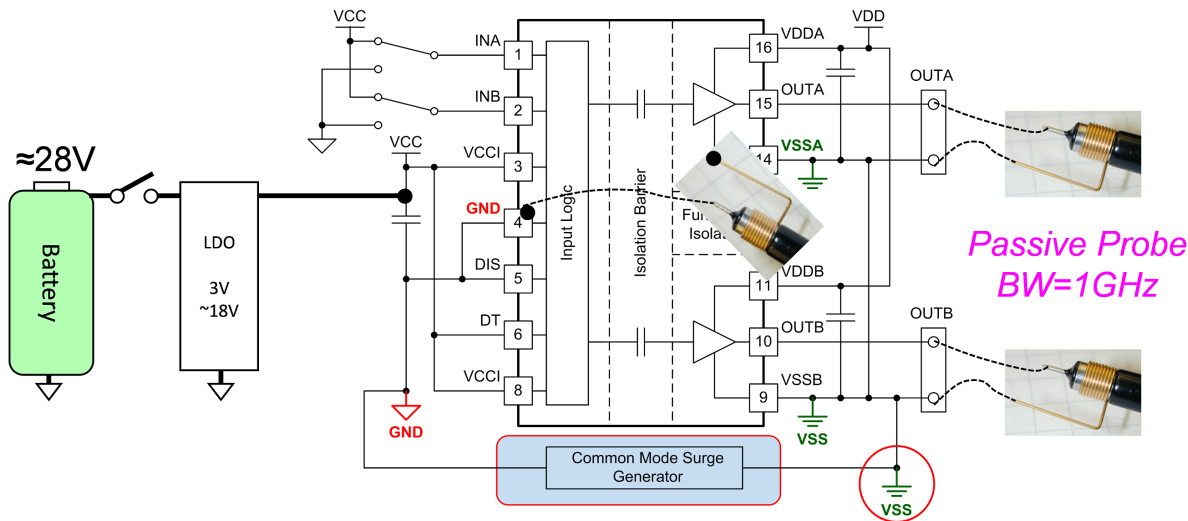 VCC
INA
1
INB
2
VCC
≈28V
Battery
LDO
3V
~18V
VCCI
3
GND
4
DIS
5
DT
6
VCCI
8
GND
Input Logic
Isolation Barrier
Isolat
VDD
16
VDDA
15
OUTA
14
VSSA
11
VDDB
10
OUTB
9
VSSB
VSS
OUTA
OUTB
Passive Probe
BW=1GHz
Common Mode Surge
Generator
VSS